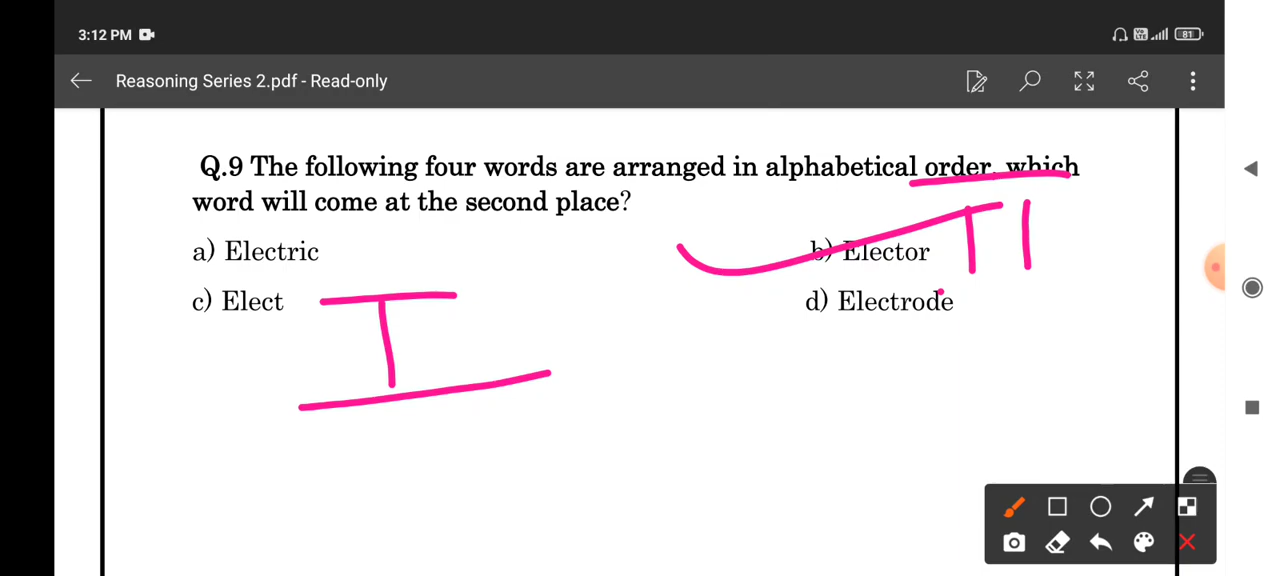 3:12 PM
81
Reasoning Series 2.pdf - Read-only
Q.9 The following four words are arranged in alphabetical order, which
word will come at the second place?
a) Electric b) Elector II
c) Elect I d) Electrode